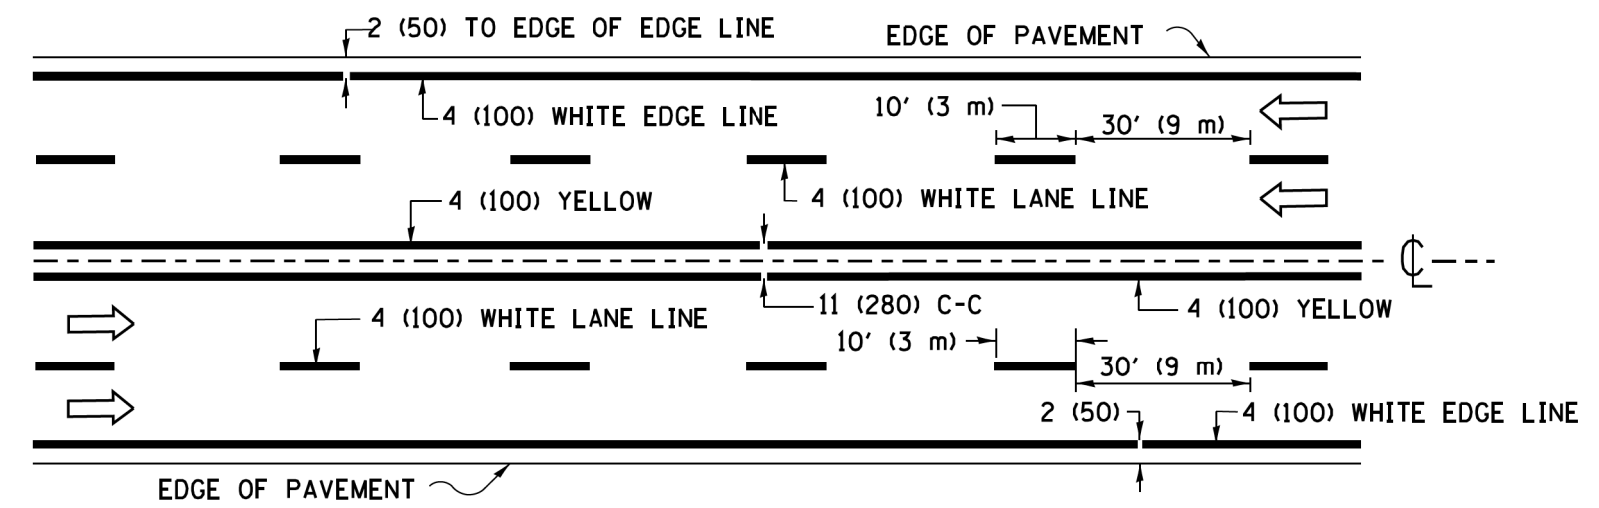 2 (50) TO EDGE OF EDGE LINE
EDGE OF PAVEMENT
10' (3 m)
4 (100) WHITE EDGE LINE
30' (9 m)
4 (100) YELLOW
4 (100) WHITE LANE LINE
CL
11 (280) C-C
4 (100) YELLOW
4 (100) WHITE LANE LINE
10' (3 m)
30' (9 m)
2 (50)
4 (100) WHITE EDGE LINE
EDGE OF PAVEMENT